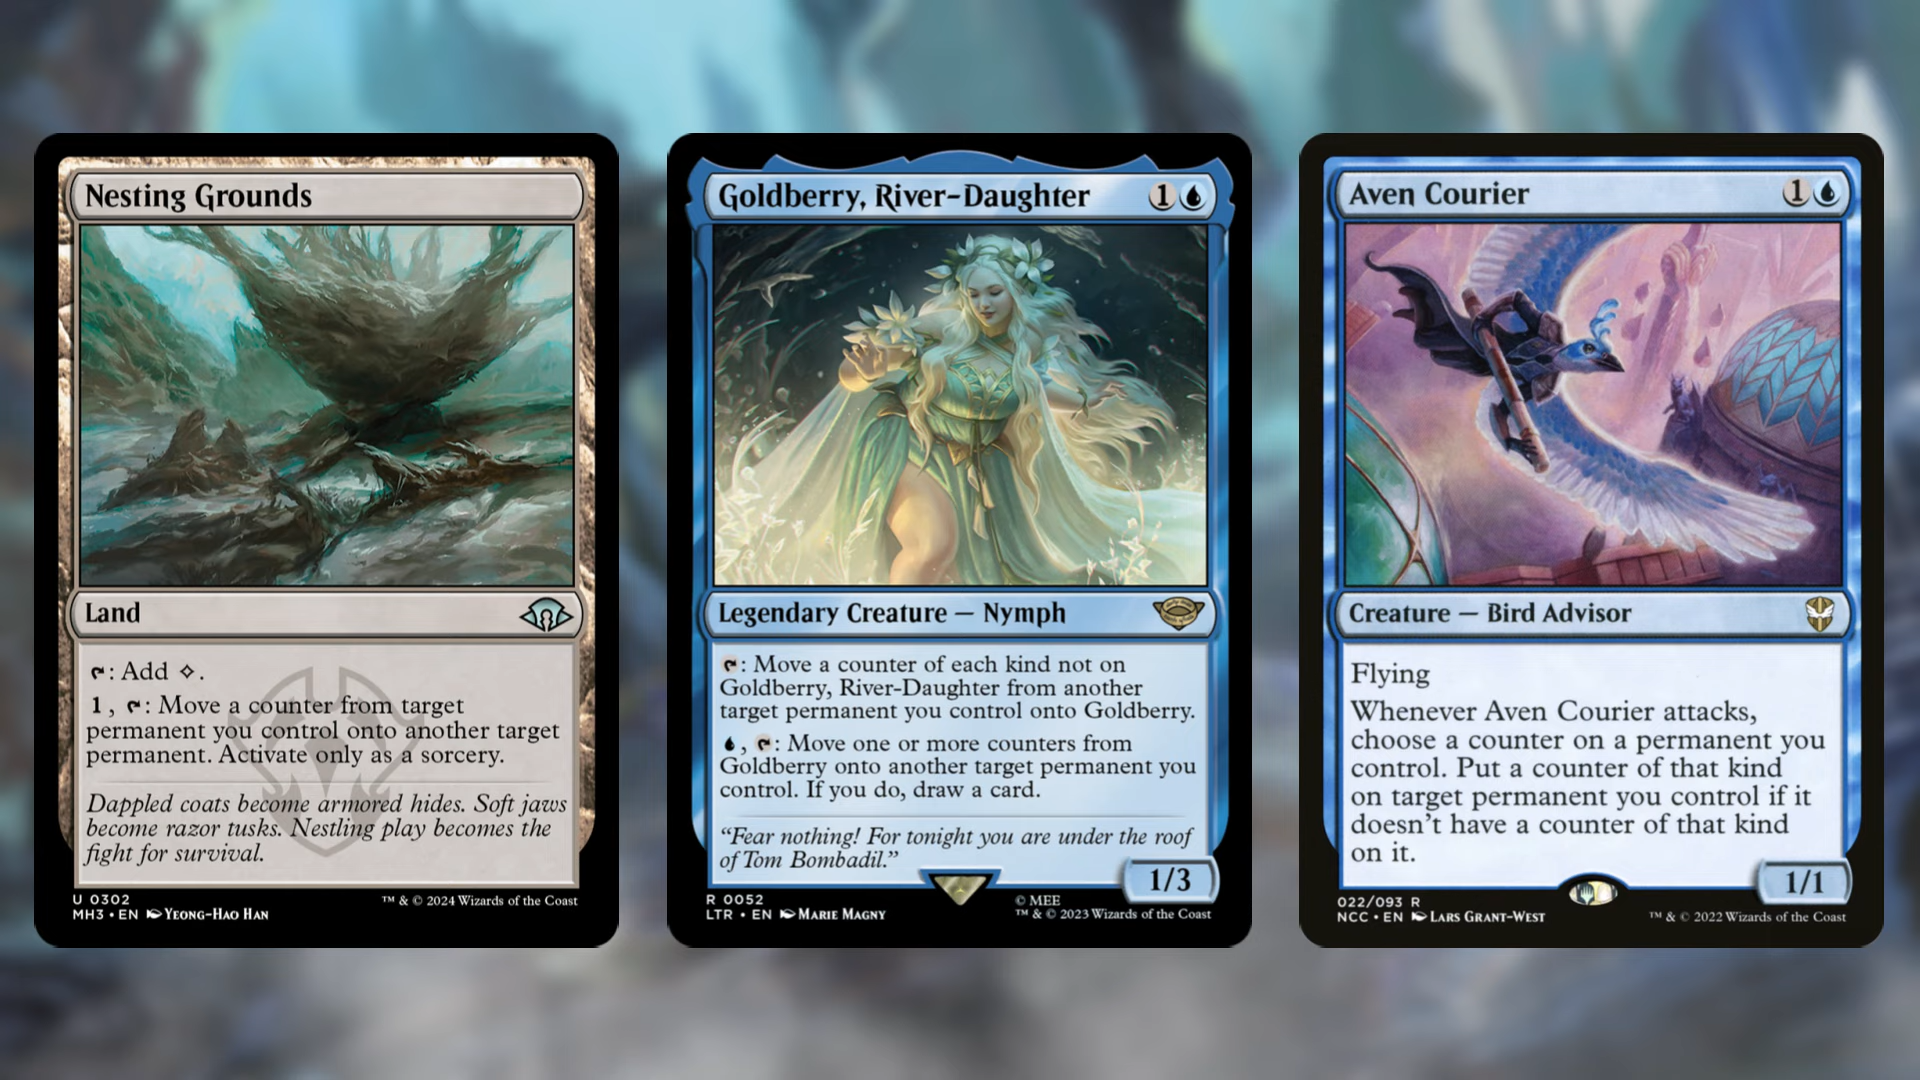 Nesting Grounds
Land
: Add .
1, : Move a counter from target
permanent you control onto another target
permanent. Activate only as a sorcery.
Dappled coats become armored hides. Soft jaws
become razor tusks. Nestling play becomes the
fight for survival.
U 0302
MH3 • EN YEONG-HAO HAN
™ & © 2024 Wizards of the Coast
Goldberry, River-Daughter 1
Legendary Creature — Nymph
: Move a counter of each kind not on
Goldberry, River-Daughter from another
target permanent you control onto Goldberry.
, : Move one or more counters from
Goldberry onto another target permanent you
control. If you do, draw a card.
“Fear nothing! For tonight you are under the roof
of Tom Bombadil.”
1/3
R 0052
LTR • EN MARIE MAGNY
© MEE
™ & © 2023 Wizards of the Coast
Aven Courier 1
Creature — Bird Advisor
Flying
Whenever Aven Courier attacks,
choose a counter on a permanent you
control. Put a counter of that kind
on target permanent you control if it
doesn’t have a counter of that kind
on it.
1/1
022/093 R
NCC • EN LARS GRANT-WEST
™ & © 2022 Wizards of the Coast